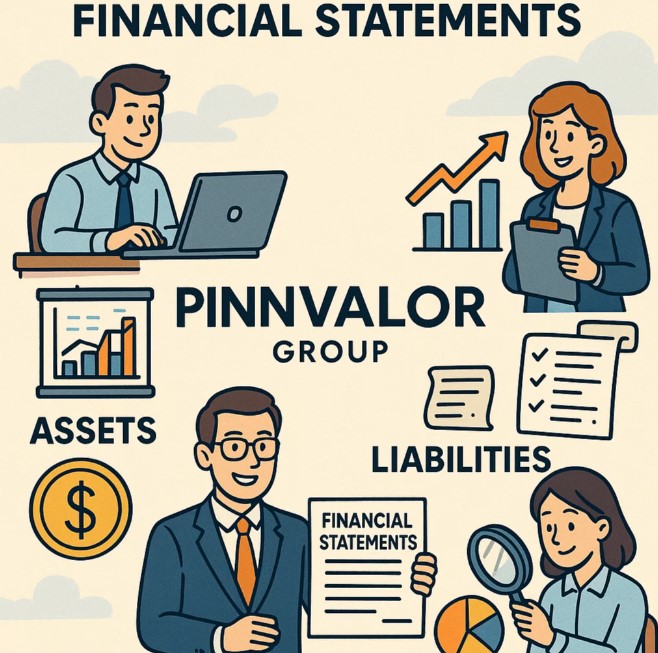 FINANCIAL STATEMENTS
PINNVALOR
GROUP
ASSETS
LIABILITIES
$
FINANCIAL
STATEMENTS